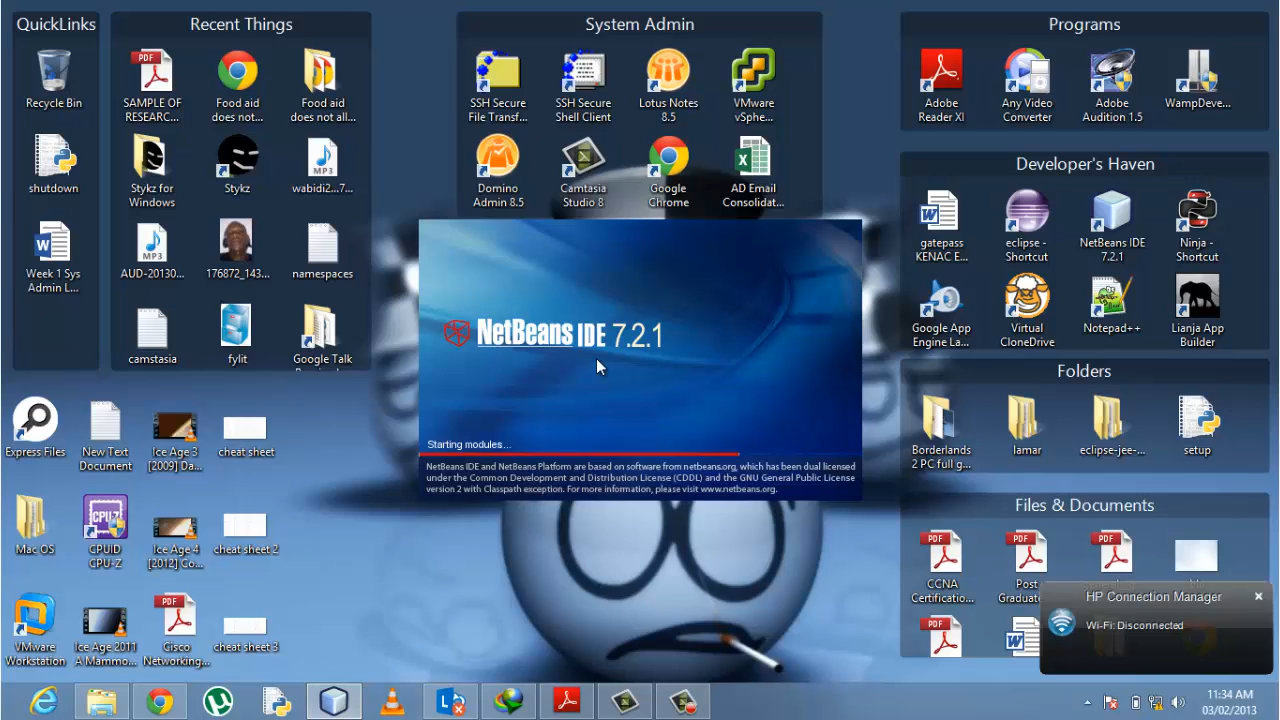 QuickLinks
Recycle Bin
shutdown
Week 1 Sys
Admin L...
Recent Things
SAMPLE OF
RESEARC...
Food aid
does not...
Food aid
does not all...
Stykz for
Windows
Stykz
wabidi2...7...
AUD-20130...
176872_143...
namespaces
camstasia
fylit
Google Talk
System Admin
SSH Secure
File Transf...
SSH Secure
Shell Client
Lotus Notes
8.5
VMware
vSphe...
Domino
Admin 8.5
Camtasia
Studio 8
Google
Chrome
AD Email
Consolidat...
Programs
Adobe
Reader XI
Any Video
Converter
Adobe
Audition 1.5
WampDeve...
Developer's Haven
gatepass
KENAC E...
eclipse -
Shortcut
NetBeans IDE
7.2.1
Ninja -
Shortcut
Google App
Engine La...
Virtual
CloneDrive
Notepad++
Lianja App
Builder
Folders
Borderlands
2 PC full g...
lamar
eclipse-jee-...
setup
Files & Documents
CCNA
Certificatio...
Post
Graduate
Express Files
New Text
Document
Ice Age 3
[2009] Da...
cheat sheet
Mac OS
CPUID
CPU-Z
Ice Age 4
[2012] Co...
cheat sheet 2
VMware
Workstation
Ice Age 2011
A Mammo...
Cisco
Networking...
cheat sheet 3
NetBeans IDE 7.2.1
Starting modules...
NetBeans IDE and NetBeans Platform are based on software from netbeans.org, which has been dual licensed
under the Common Development and Distribution License (CDDL) and the GNU General Public License
version 2 with Classpath exception. For more information, please visit www.netbeans.org.
HP Connection Manager
Wi-Fi: Disconnected
11:34 AM
03/02/2013